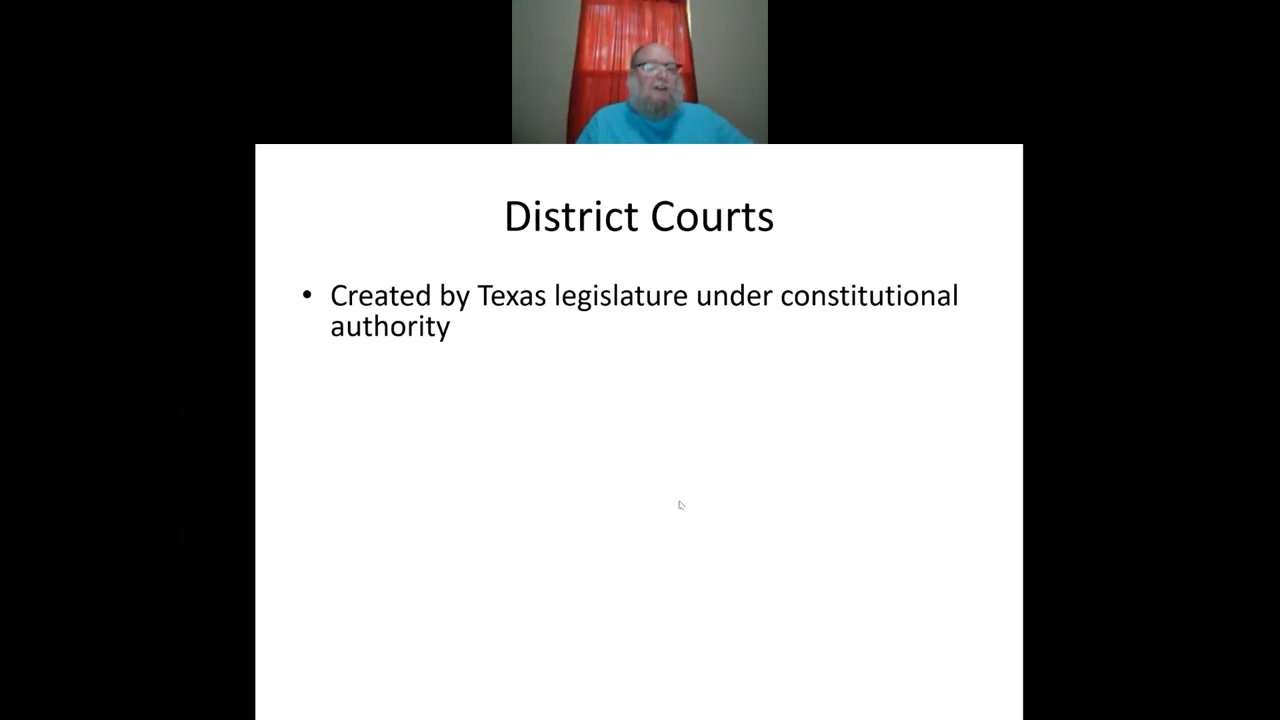 District Courts
• Created by Texas legislature under constitutional
authority